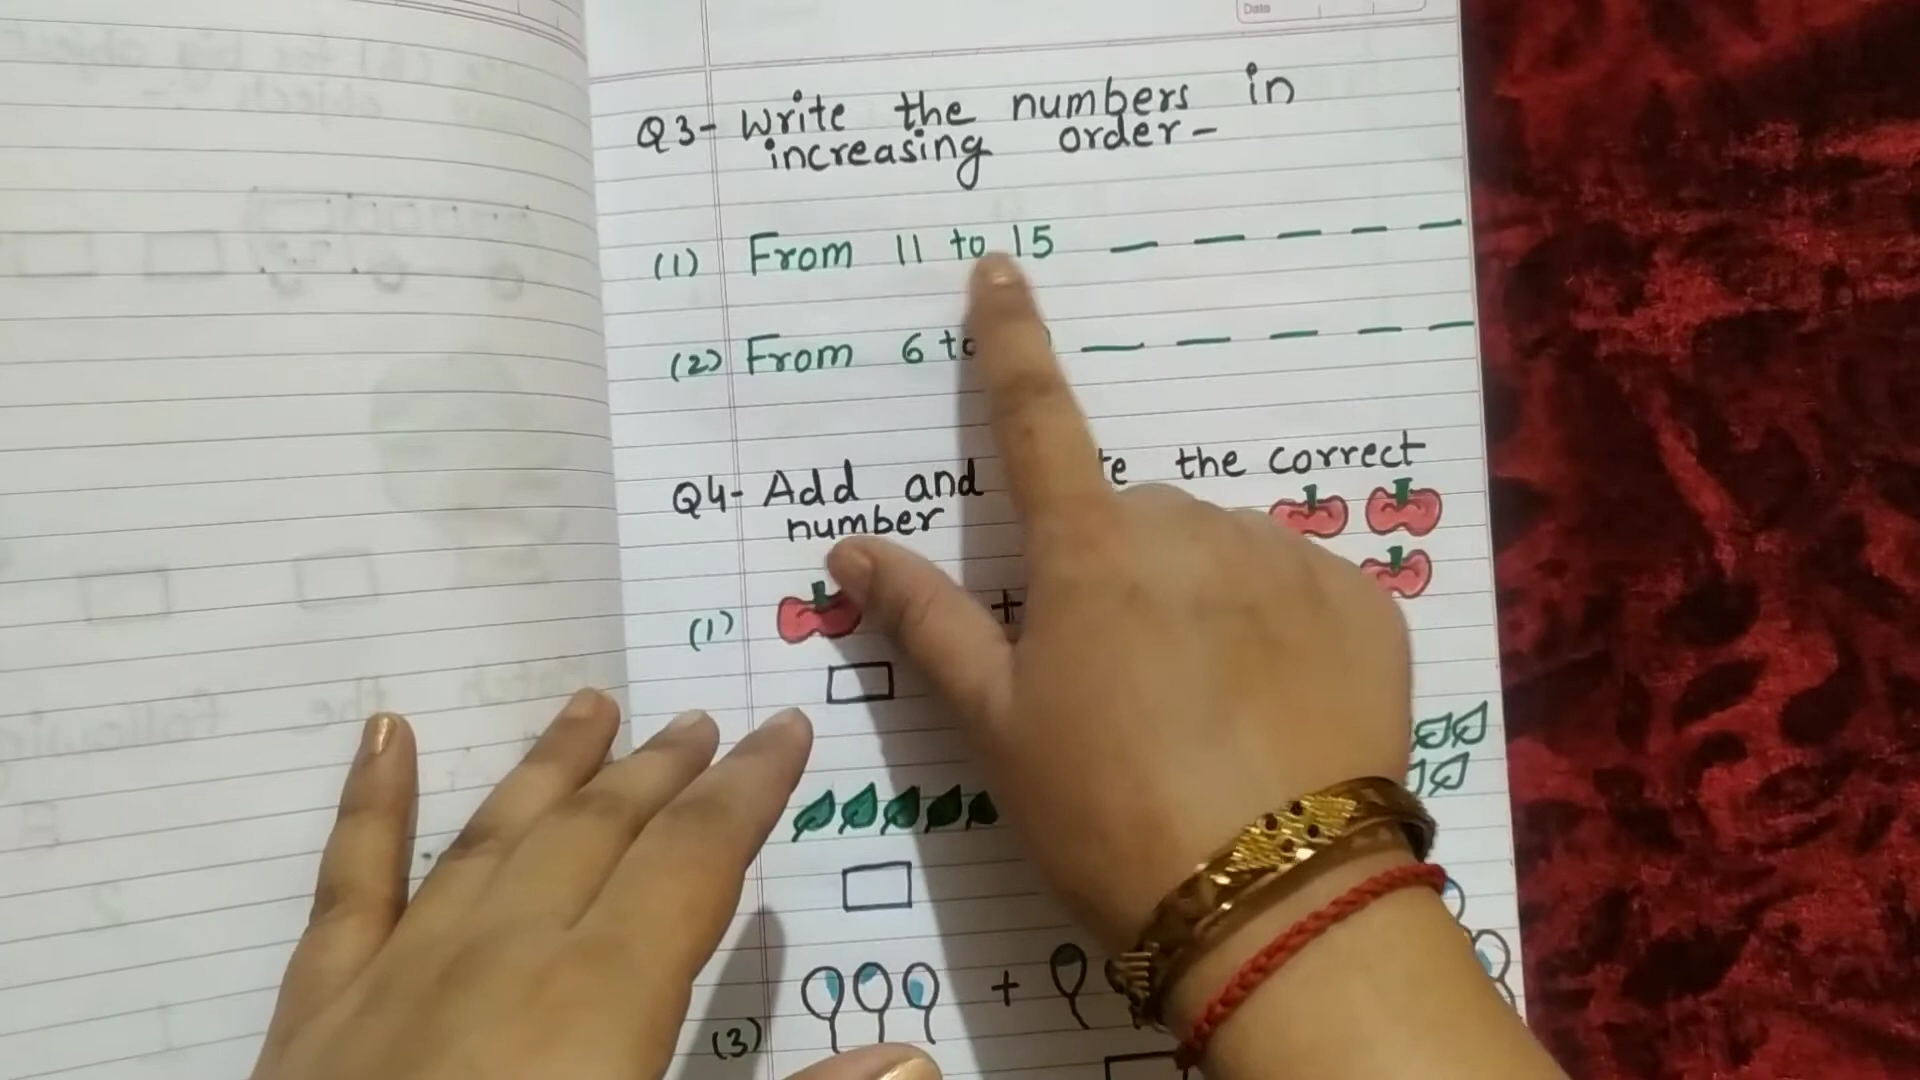 Date
Q3- Write the numbers in
increasing order-
(1) From 11 to 15 — — — — —
(2) From 6 to — — — — —
Q4- Add and the correct
number
(1) +
(3) +